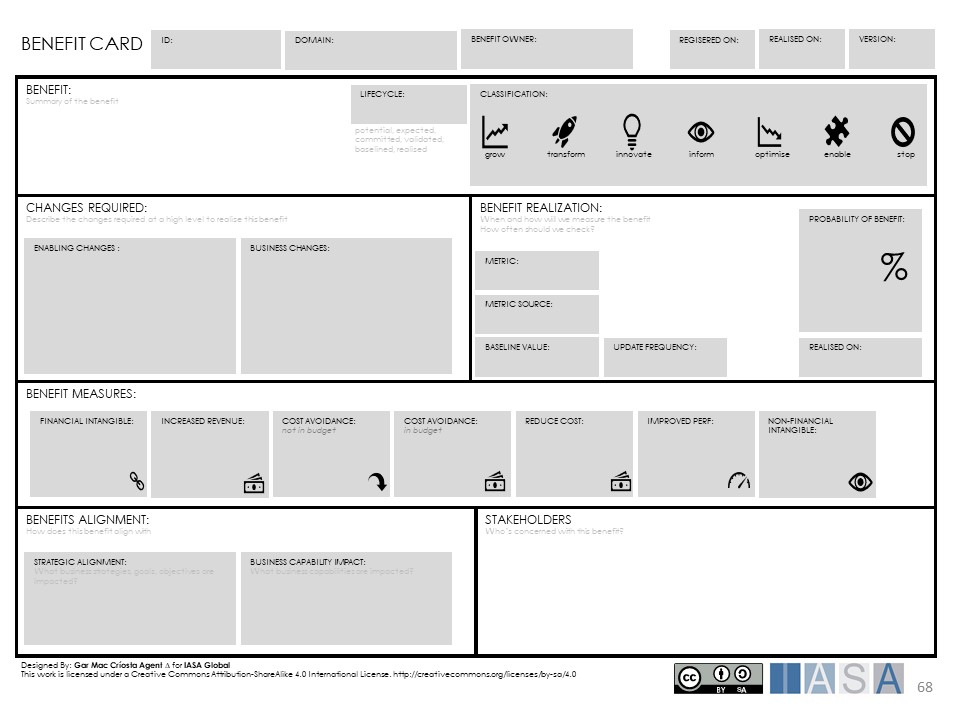 BENEFIT CARD
ID:
DOMAIN:
BENEFIT OWNER:
REGISERED ON:
REALISED ON:
VERSION:
BENEFIT:
Summary of the benefit
LIFECYCLE:
potential, expected,
committed, validated,
baselined, realised
CLASSIFICATION:
grow
transform
innovate
inform
optimise
enable
stop
CHANGES REQUIRED:
Describe the changes required at a high level to realise this benefit
ENABLING CHANGES :
BUSINESS CHANGES:
BENEFIT REALIZATION:
When and how will we measure the benefit
How often should we check?
METRIC:
METRIC SOURCE:
BASELINE VALUE:
UPDATE FREQUENCY:
PROBABILITY OF BENEFIT:
%
REALISED ON:
BENEFIT MEASURES:
FINANCIAL INTANGIBLE:
INCREASED REVENUE:
COST AVOIDANCE:
not in budget
COST AVOIDANCE:
in budget
REDUCE COST:
IMPROVED PERF:
NON-FINANCIAL
INTANGIBLE:
BENEFITS ALIGNMENT:
How does this benefit align with
STRATEGIC ALIGNMENT:
What business strategies, goals, objectives are
impacted?
BUSINESS CAPABILITY IMPACT:
What business capabilities are impacted?
STAKEHOLDERS
Who's concerned with this benefit?
Designed By: Gar Mac Críosta Agent Δ for IASA Global
This work is licensed under a Creative Commons Attribution-ShareAlike 4.0 International License. http://creativecommons.org/licenses/by-sa/4.0
cc
BY SA
IASA
68